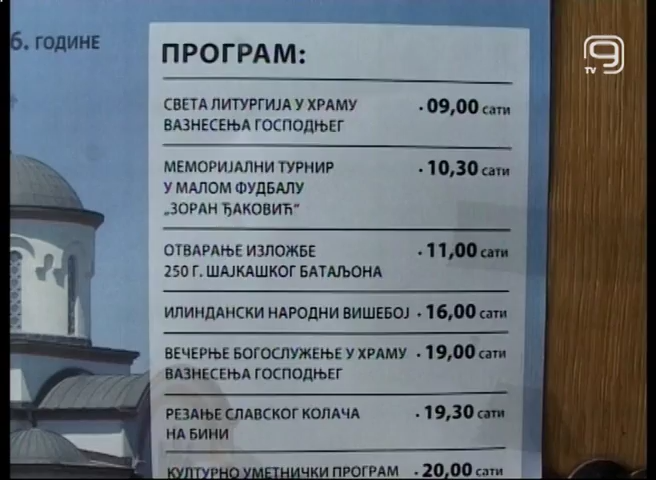 6. ГОДИНЕ
ПРОГРАМ:
СВЕТА ЛИТУРГИЈА У ХРАМУ
ВАЗНЕСЕЊА ГОСПОДЊЕГ
· 09,00 сати
МЕМОРИЈАЛНИ ТУРНИР
У МАЛОМ ФУДБАЛУ
„ЗОРАН ЂАКОВИЋ“
· 10,30 сати
ОТВАРАЊЕ ИЗЛОЖБЕ
250 Г. ШАЈКАШКОГ БАТАЉОНА
· 11,00 сати
ИЛИНДАНСКИ НАРОДНИ ВИШЕБОЈ · 16,00 сати
ВЕЧЕРЊЕ БОГОСЛУЖЕЊЕ У ХРАМУ
ВАЗНЕСЕЊА ГОСПОДЊЕГ
· 19,00 сати
РЕЗАЊЕ СЛАВСКОГ КОЛАЧА
НА БИНИ
· 19,30 сати
КУЛТУРНО УМЕТНИЧКИ ПРОГРАМ · 20,00 сати
TV 9